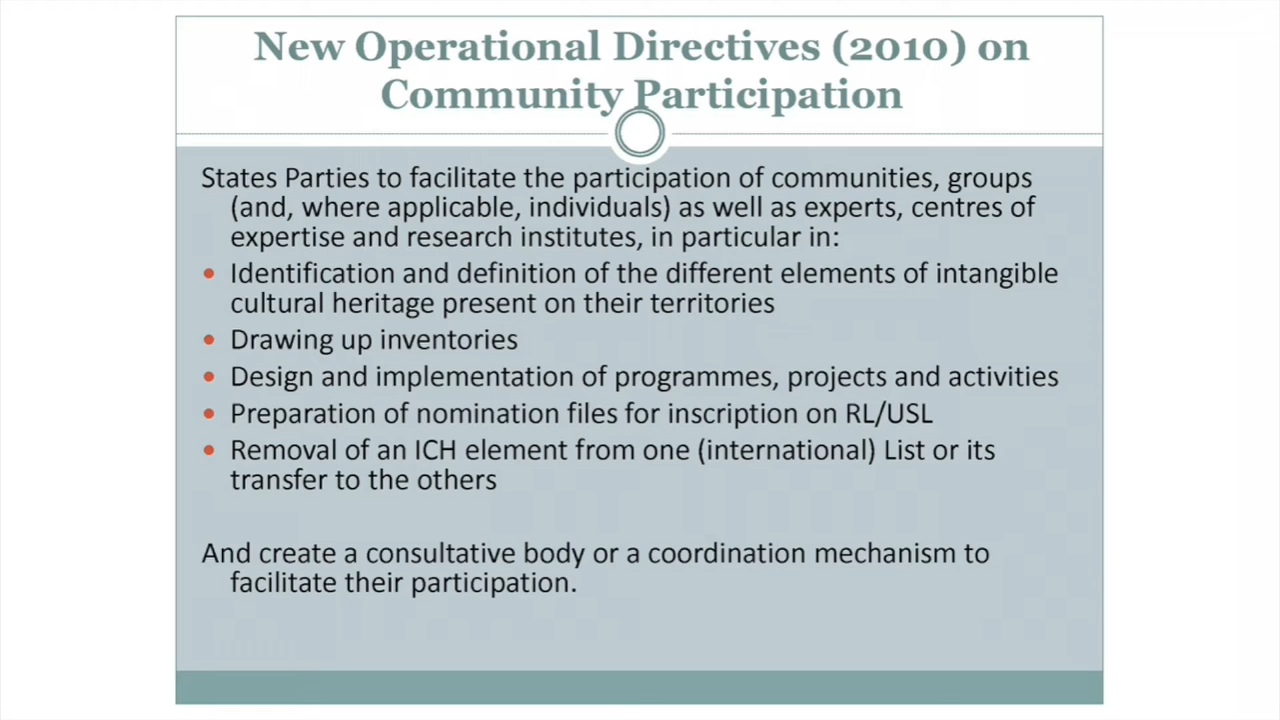 New Operational Directives (2010) on
Community Participation
States Parties to facilitate the participation of communities, groups
(and, where applicable, individuals) as well as experts, centres of
expertise and research institutes, in particular in:
• Identification and definition of the different elements of intangible
cultural heritage present on their territories
• Drawing up inventories
• Design and implementation of programmes, projects and activities
• Preparation of nomination files for inscription on RL/USL
• Removal of an ICH element from one (international) List or its
transfer to the others
And create a consultative body or a coordination mechanism to
facilitate their participation.